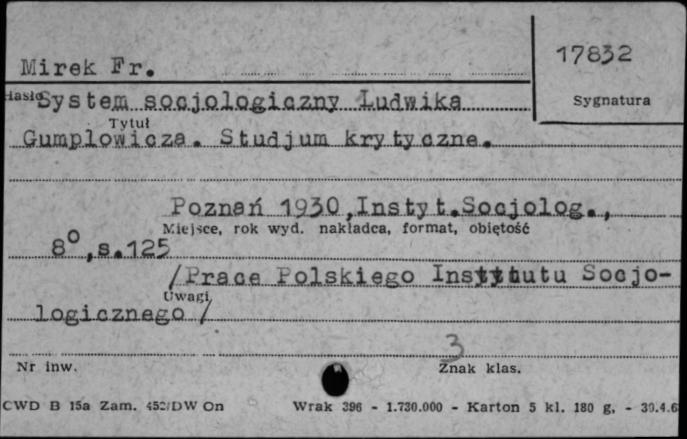 17832
Mirek Fr.
Hasło
Sygnatura
System socjologiczny Ludwika
Tytuł
Gumplowicza. Studjum krytyczne.
Poznań 1930,Instyt.Socjolog.,
Miejsce, rok wyd. nakładca, format, objętość
8°,s.125
/Prace Polskiego Instytutu Socjo-
Uwagi
logicznego/
3
Nr inw.
Znak klas.
CWD B 15a Zam. 452/DW On Wrak 396 - 1.730.000 - Karton 5 kl. 180 g, - 30.4.6